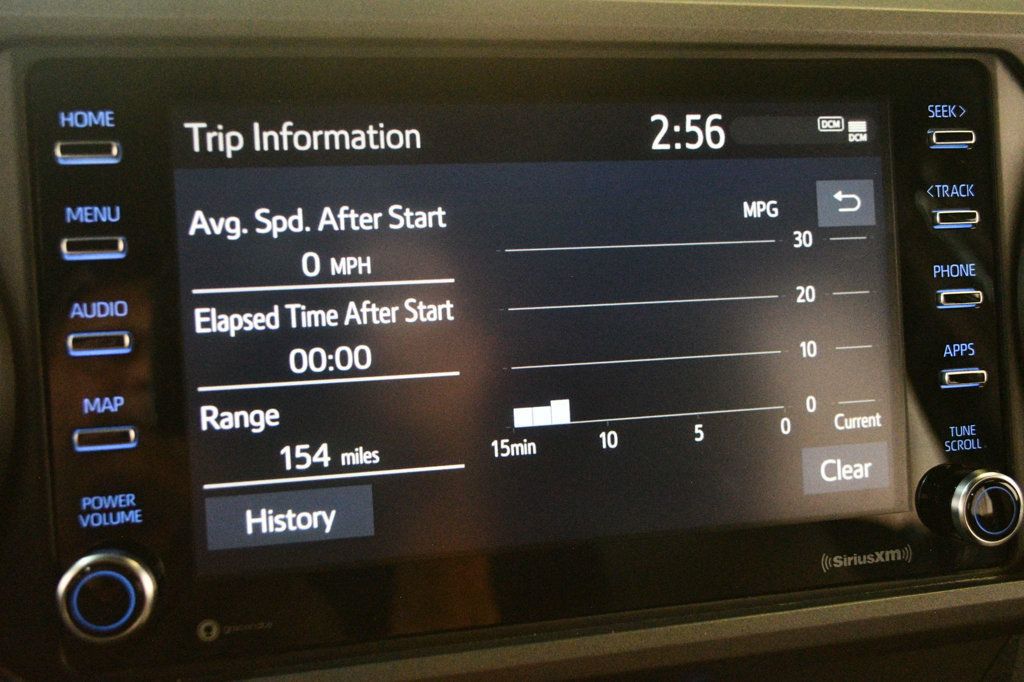 HOME
MENU
AUDIO
MAP
POWER
VOLUME
Trip Information
2:56
DCM
DCM
Avg. Spd. After Start
0 MPH
Elapsed Time After Start
00:00
Range
154 miles
History
MPG
30
20
10
0
15min 10 5 0 Current
Clear
SEEK >
< TRACK
PHONE
APPS
TUNE
SCROLL
SiriusXM